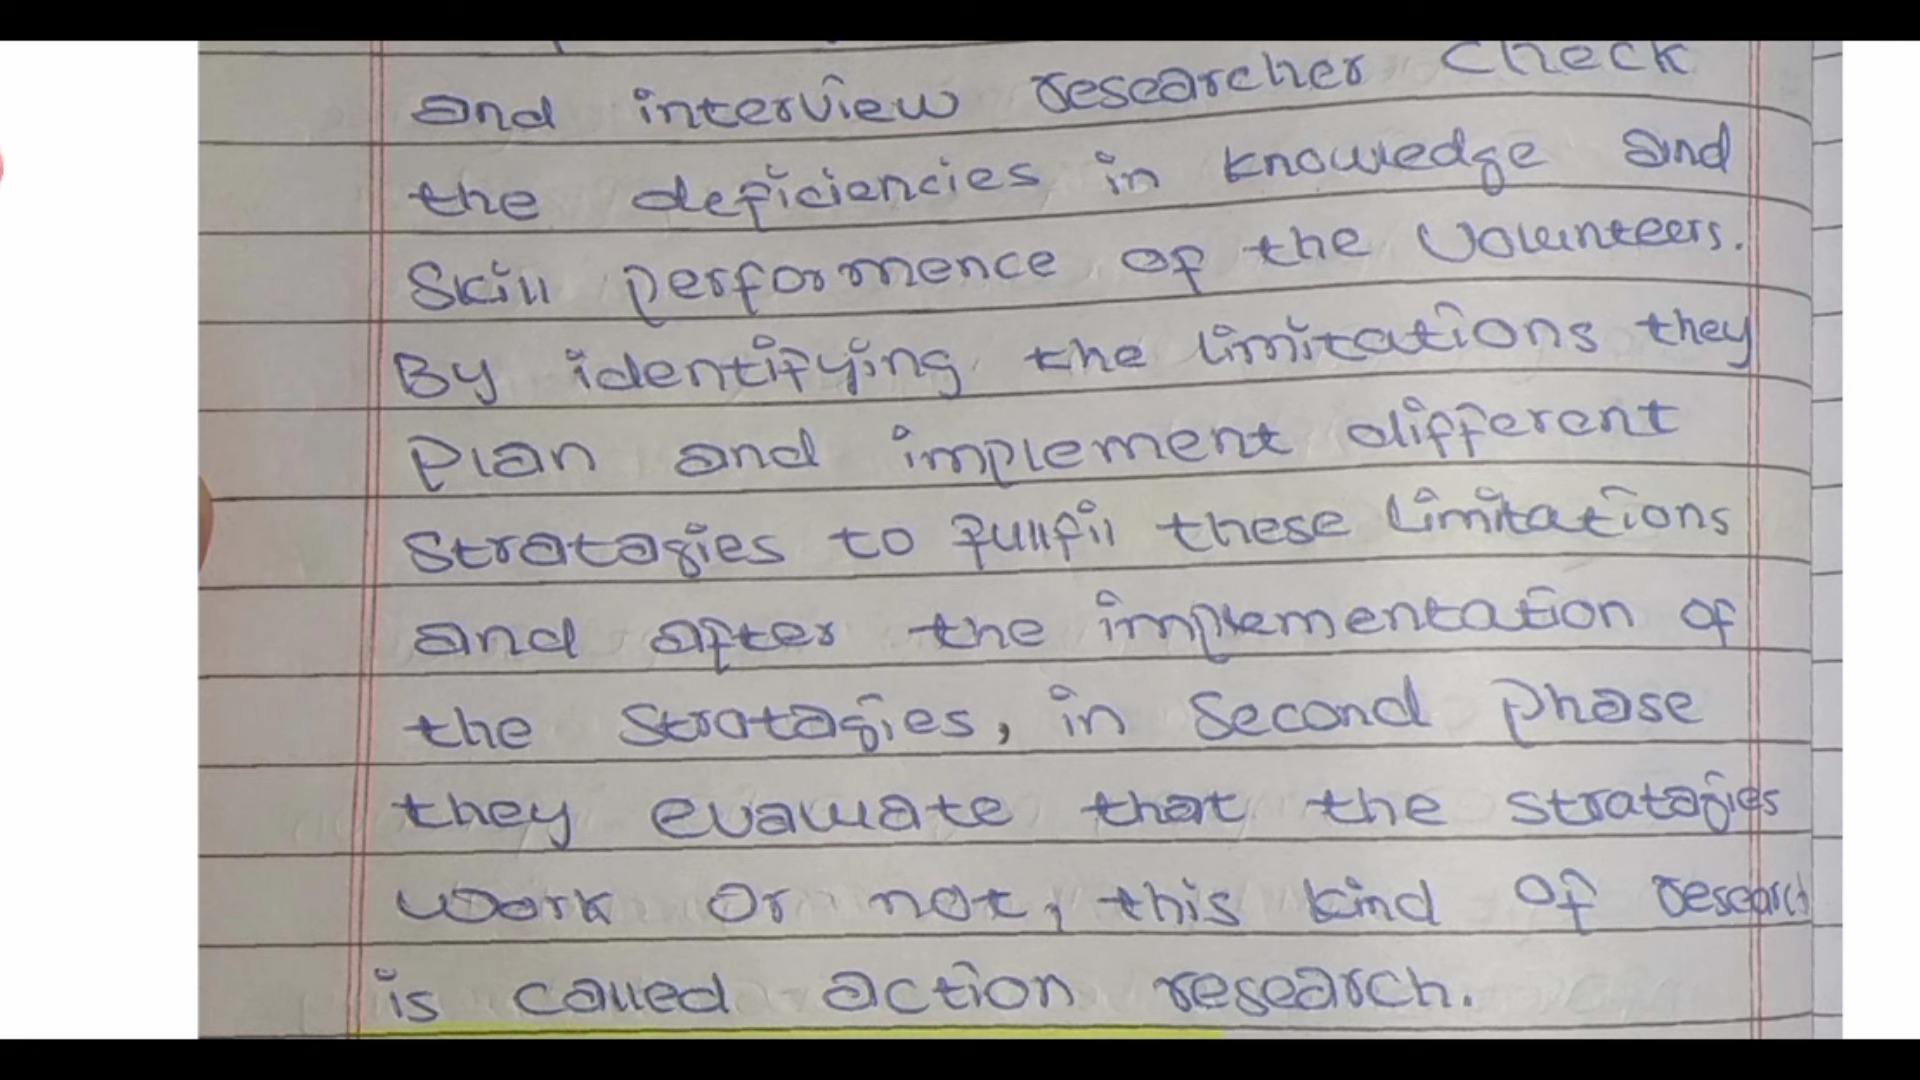 and interview researcher check
the deficiencies in knowledge and
Skill performence of the volunteers.
By identifying the limitations they
Plan and implement different
Stratagies to fullfil these limitations
and after the implementation of
the Stratagies, in Second Phase
they evaluate that the stratagies
work or not, this kind of research
is called action research.